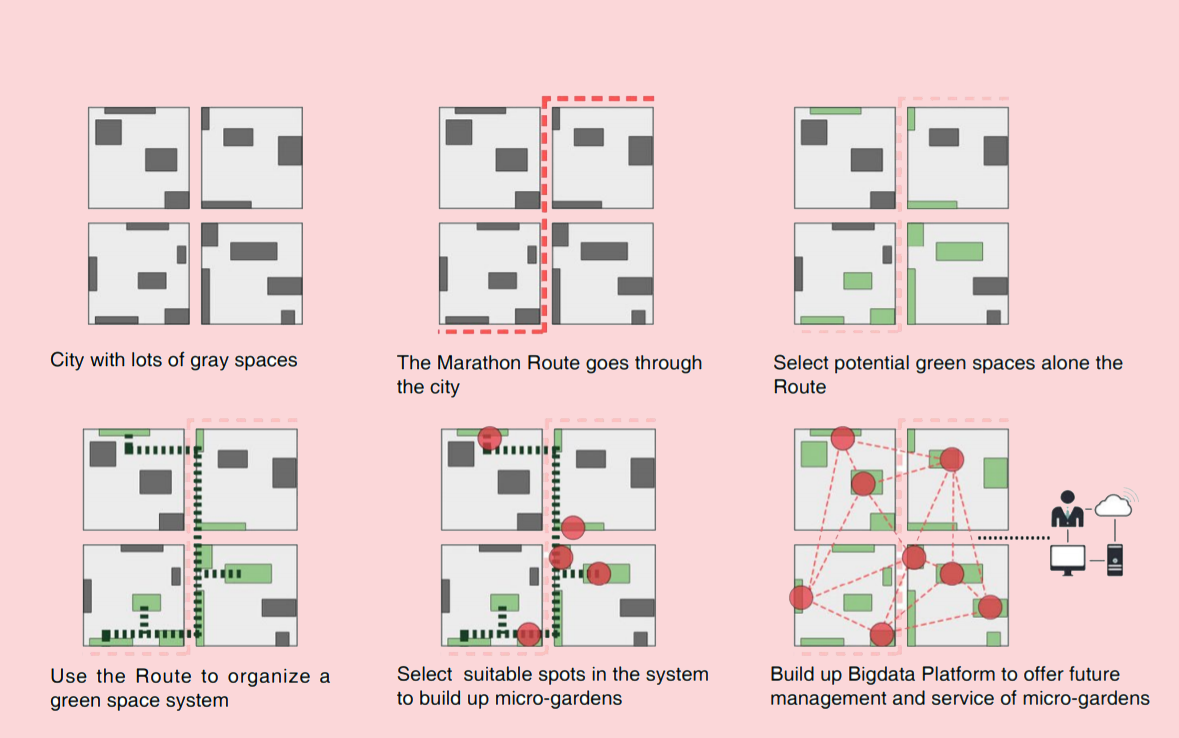 City with lots of gray spaces
The Marathon Route goes through
the city
Select potential green spaces alone the
Route
Use the Route to organize a
green space system
Select suitable spots in the system
to build up micro-gardens
Build up Bigdata Platform to offer future
management and service of micro-gardens